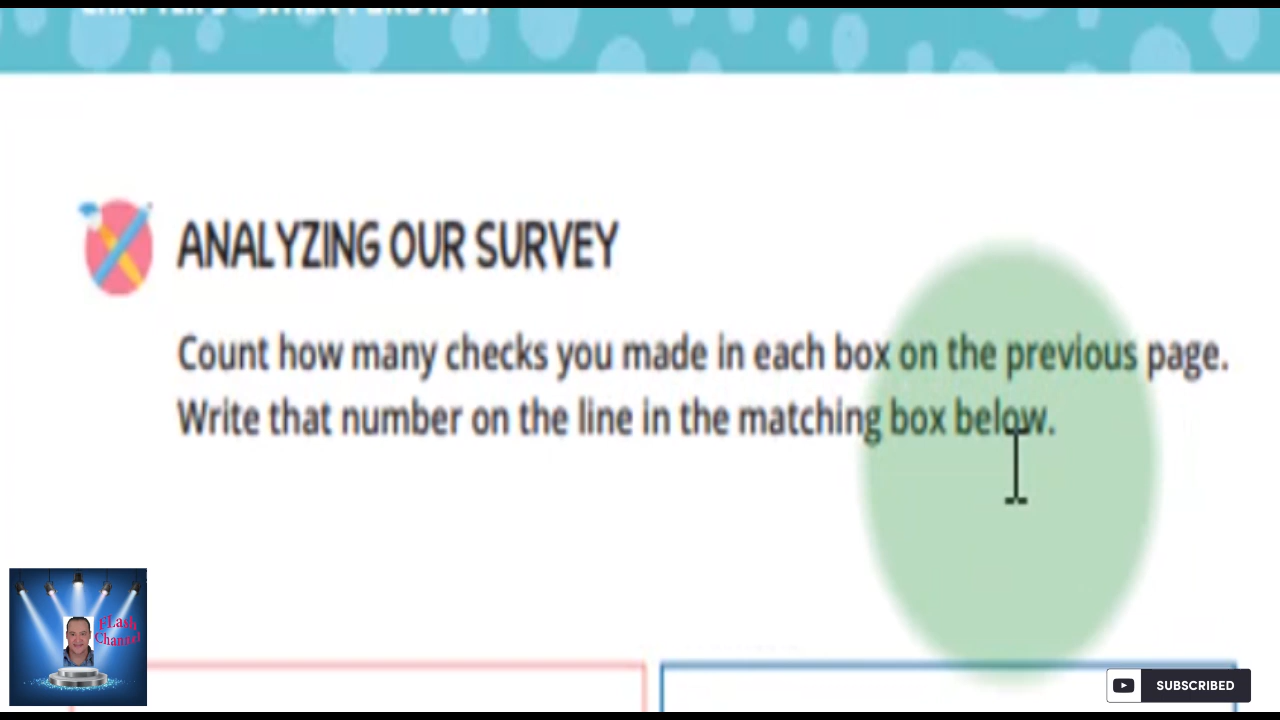 ANALYZING OUR SURVEY
Count how many checks you made in each box on the previous page.
Write that number on the line in the matching box below.
FLash
Channel
SUBSCRIBED